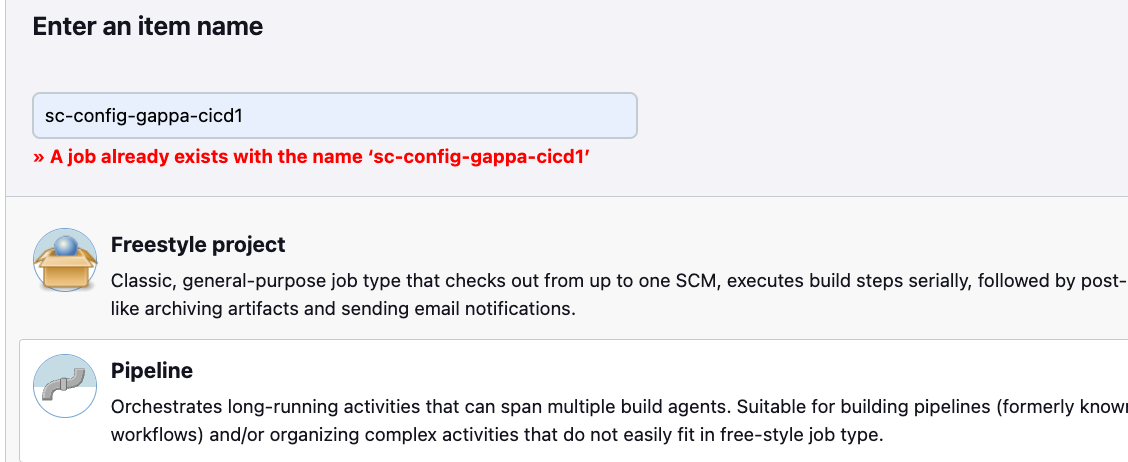 Enter an item name
sc-config-gappa-cicd1
» A job already exists with the name ‘sc-config-gappa-cicd1’
Freestyle project
Classic, general-purpose job type that checks out from up to one SCM, executes build steps serially, followed by post-
like archiving artifacts and sending email notifications.
Pipeline
Orchestrates long-running activities that can span multiple build agents. Suitable for building pipelines (formerly
workflows) and/or organizing complex activities that do not easily fit in free-style job type.